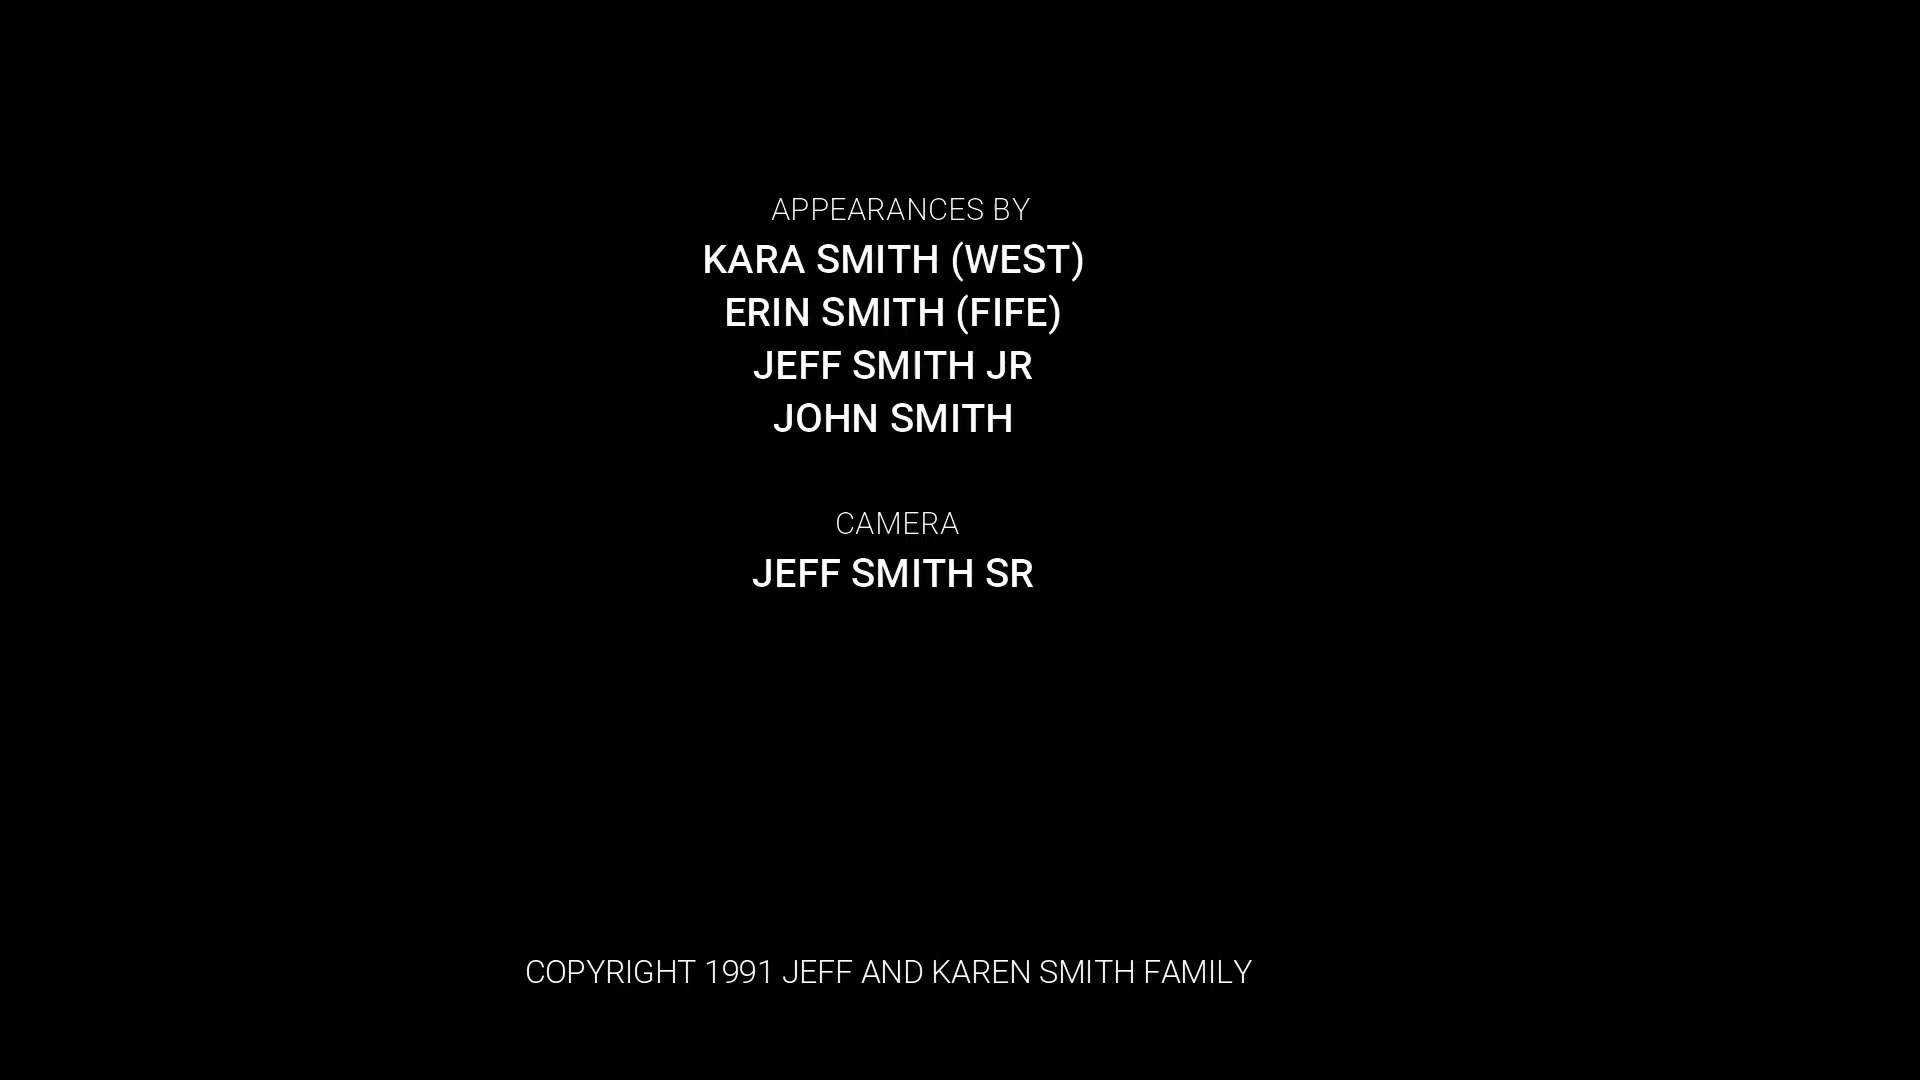 APPEARANCES BY
KARA SMITH (WEST)
ERIN SMITH (FIFE)
JEFF SMITH JR
JOHN SMITH
CAMERA
JEFF SMITH SR
COPYRIGHT 1991 JEFF AND KAREN SMITH FAMILY